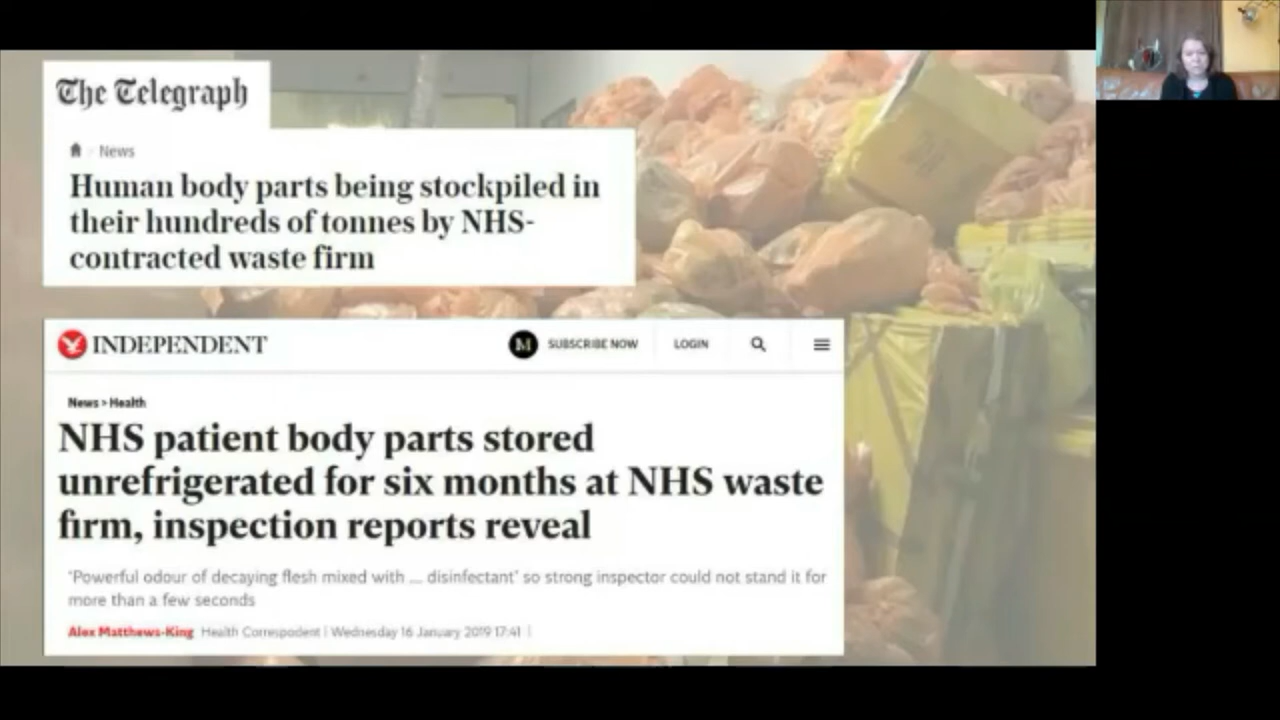 The Telegraph
News
Human body parts being stockpiled in
their hundreds of tonnes by NHS-
contracted waste firm
INDEPENDENT
M
SUBSCRIBE NOW
LOGIN
News > Health
NHS patient body parts stored
unrefrigerated for six months at NHS waste
firm, inspection reports reveal
'Powerful odour of decaying flesh mixed with ... disinfectant' so strong inspector could not stand it for
more than a few seconds
Alex Matthews-King Health Correspondent | Wednesday 16 January 2019 17:41 |